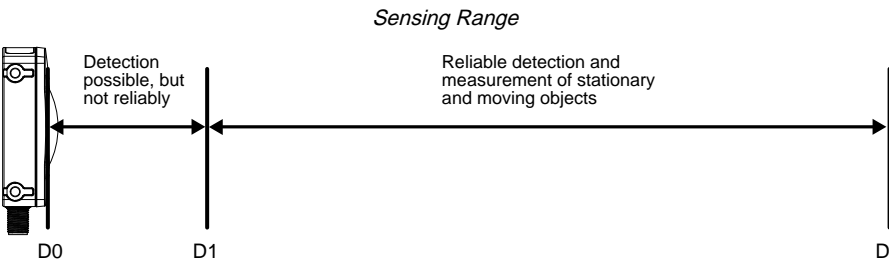 Sensing Range
Detection
possible, but
not reliably
Reliable detection and
measurement of stationary
and moving objects
D0
D1
D